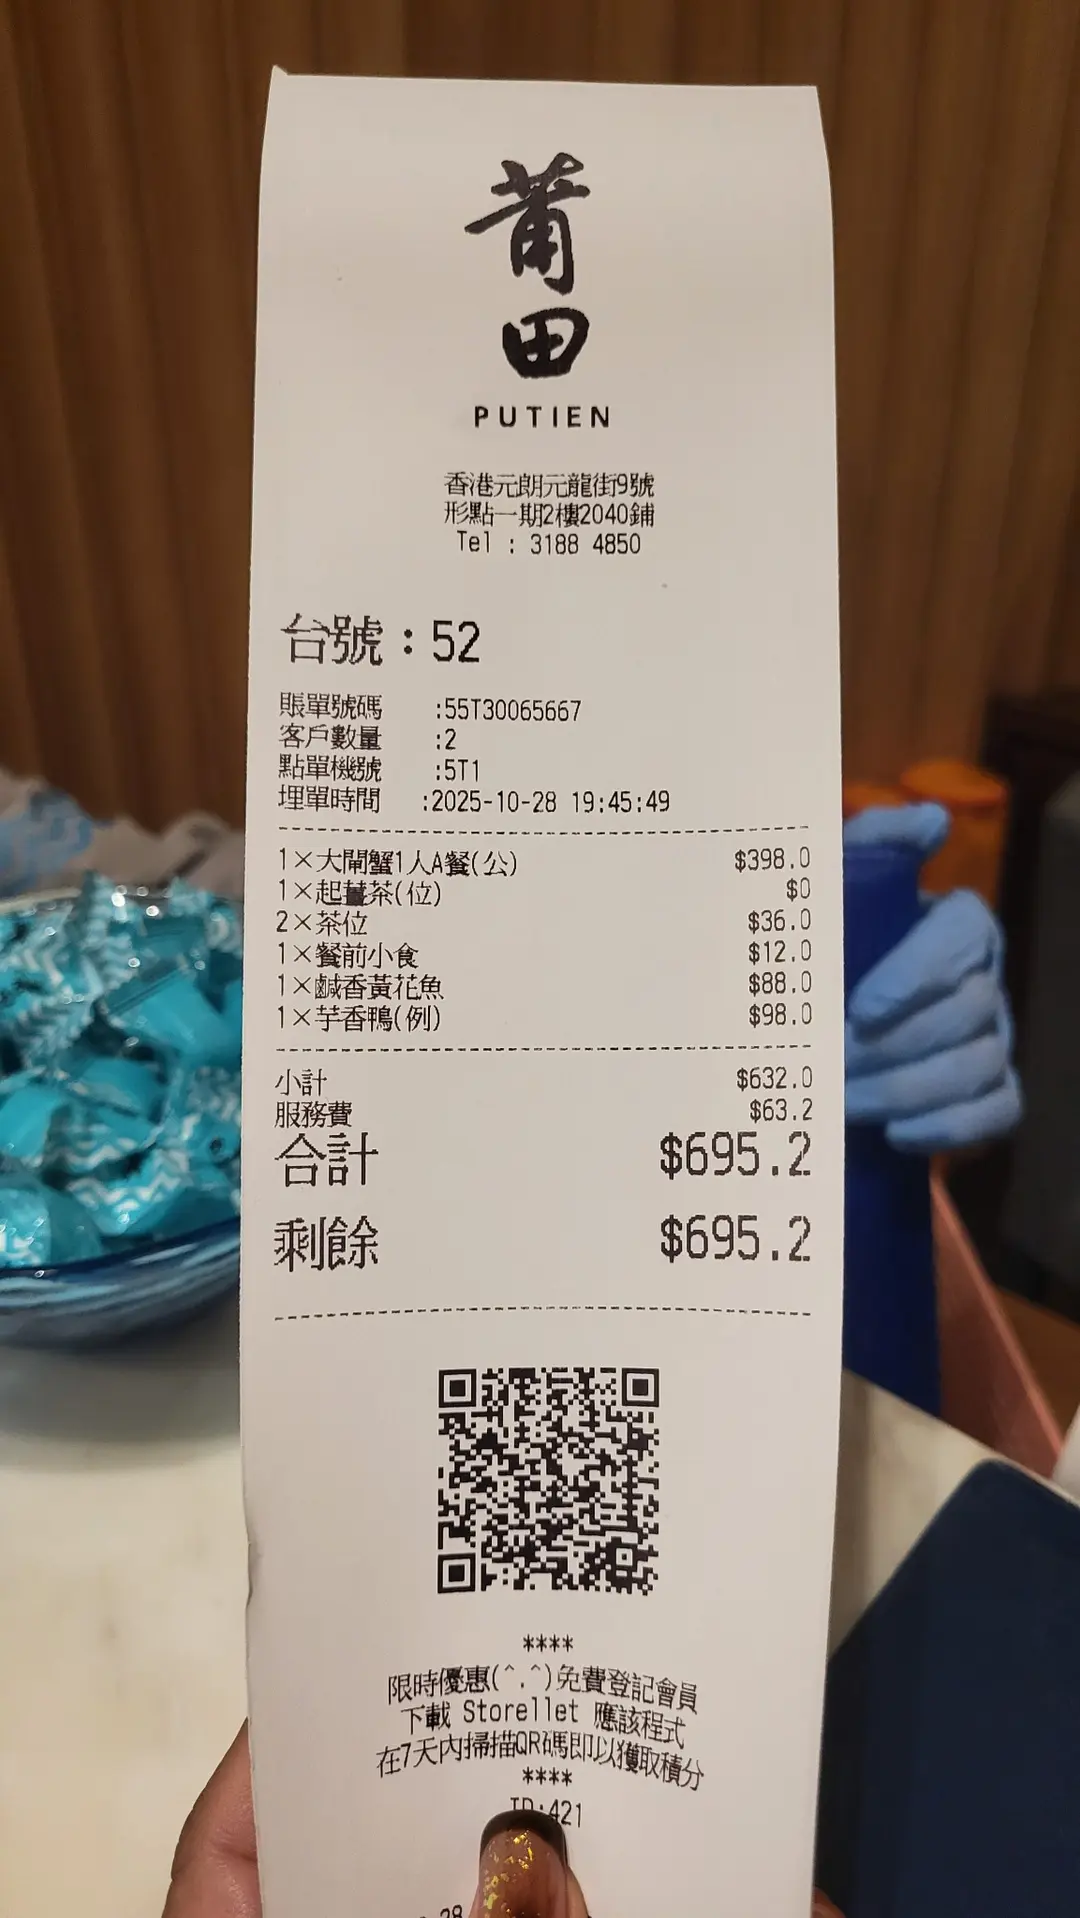 莆
田
PUTIEN
香港元朗元龍街9號
形點一期2樓2040鋪
Tel : 3188 4850
台號：52
賬單號碼 :55T30065667
客戶數量 :2
點單機號 :5T1
埋單時間 :2025-10-28 19:45:49
1×大閘蟹1人A餐(公) $398.0
1×起薑茶(位) $0
2×茶位 $36.0
1×餐前小食 $12.0
1×鹹香黃花魚 $88.0
1×芋香鴨(例) $98.0
小計 $632.0
服務費 $63.2
合計 $695.2
剩餘 $695.2
****
限時優惠(^.^)免費登記會員
下載 Storellet 應該程式
在7天內掃描QR碼即以獲取積分
****
ID:421